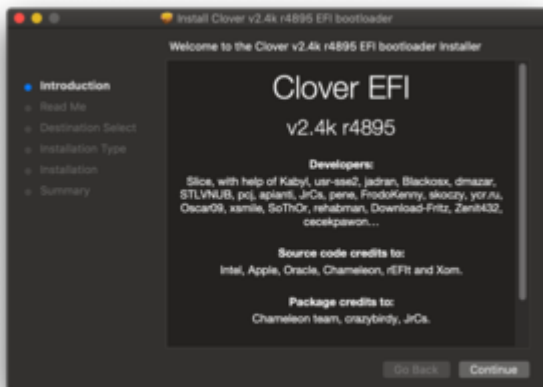 Install Clover v2.4k r4895 EFI bootloader
Welcome to the Clover v2.4k r4895 EFI bootloader Installer
Introduction
Read Me
Destination Select
Installation Type
Installation
Summary
Clover EFI
v2.4k r4895
Developers:
Slice, with help of Kabyl, usr-sse2, jadran, Blackosx, dmazar,
STLVNUB, pcj, apianti, JrCs, pene, FrodoKenny, skoczy, ycr.ru,
Oscar09, xsmile, SoThOr, rehabman, Download-Fritz, Zenit432,
cecekpawon...
Source code credits to:
Intel, Apple, Oracle, Chameleon, rEFIt and Xom.
Package credits to:
Chameleon team, crazybirdy, JrCs.
Go Back
Continue